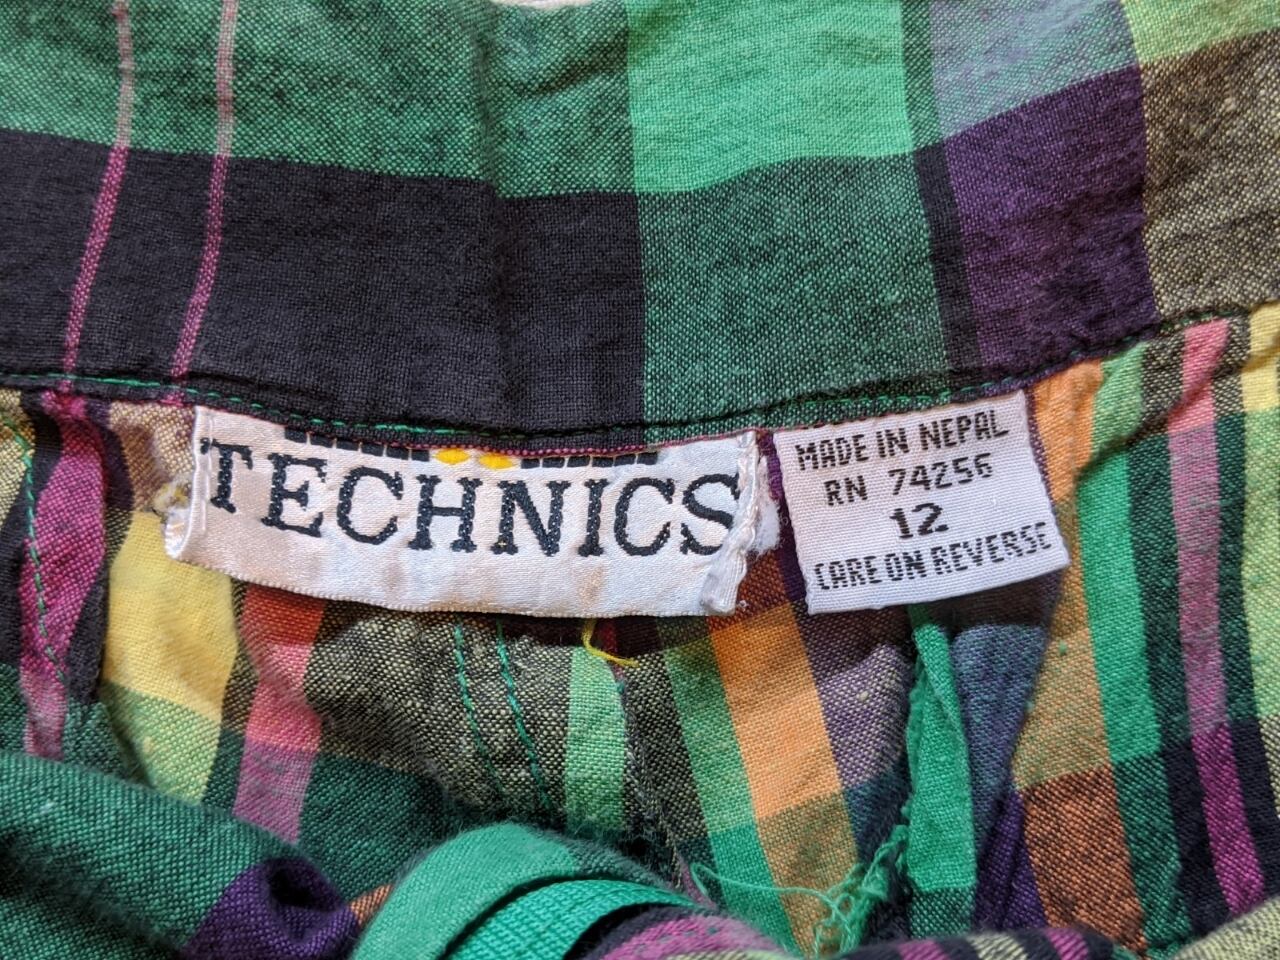 TECHNICS
MADE IN NEPAL
RN 74256
12
CARE ON REVERSE